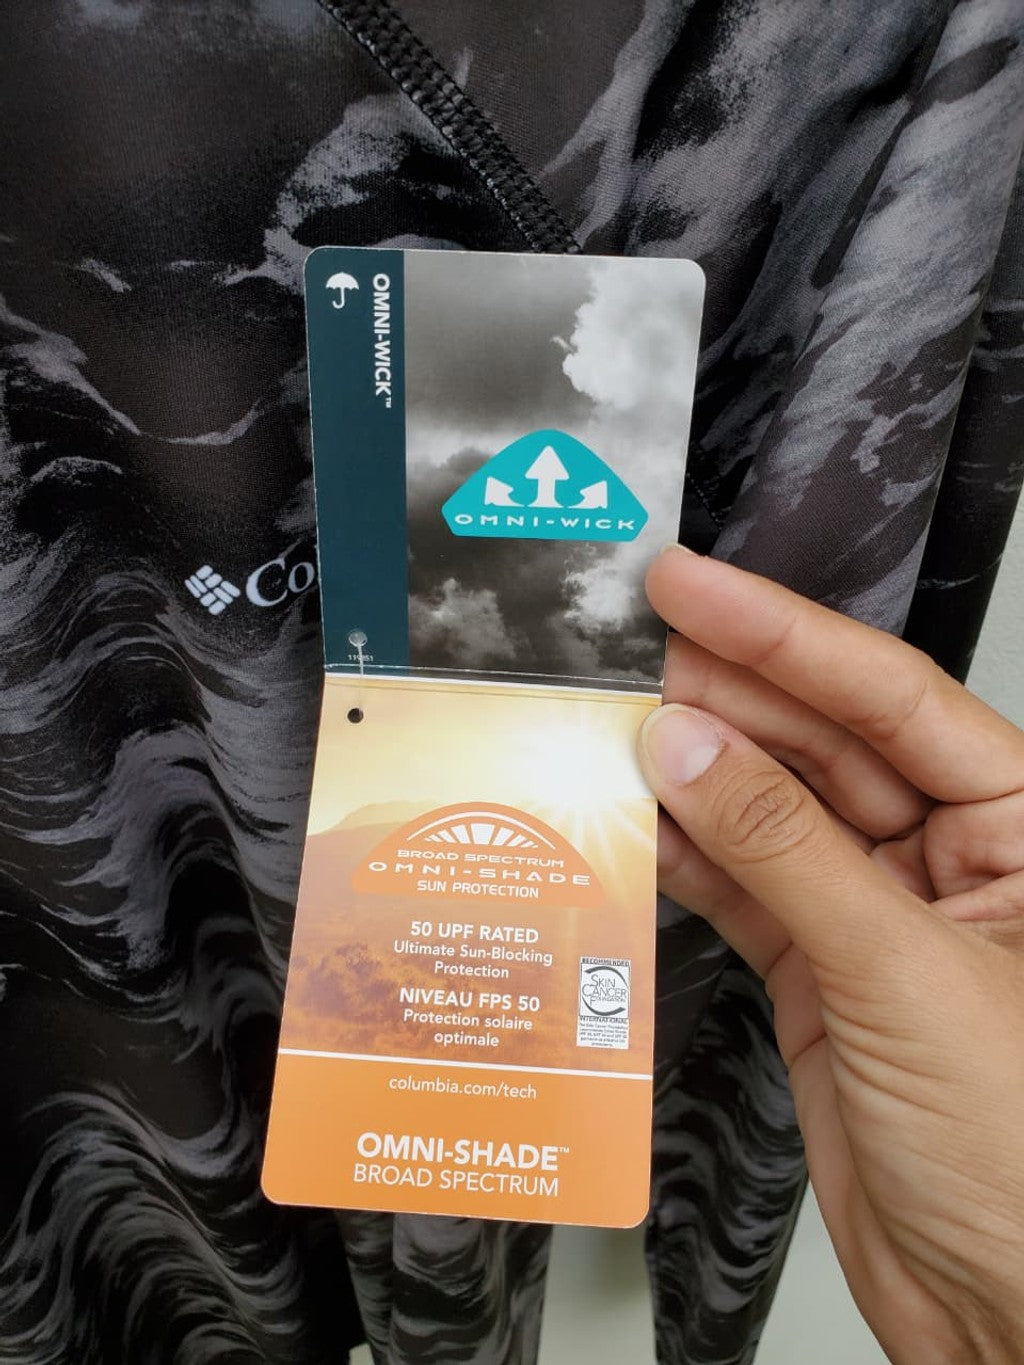 OMNI-WICK™
OMNI-WICK
Co
BROAD SPECTRUM
OMNI-SHADE
SUN PROTECTION
50 UPF RATED
Ultimate Sun-Blocking
Protection
NIVEAU FPS 50
Protection solaire
optimale
RECOMMENDED
SKIN
CANCER
FOUNDATION
INTERNATIONAL
columbia.com/tech
OMNI-SHADE™
BROAD SPECTRUM